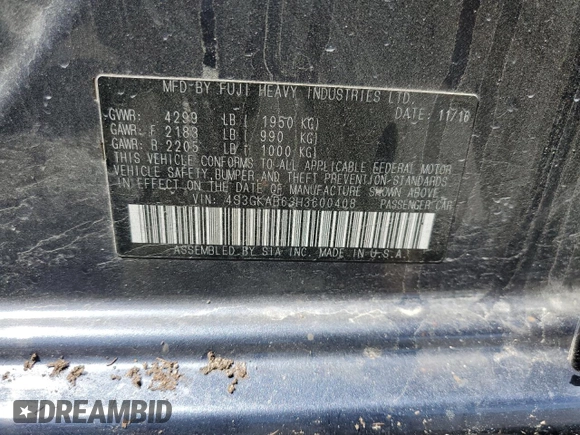 MFD-BY FUJI HEAVY INDUSTRIES LTD.
DATE: 11/16
GVWR: 4299 LB( 1950 KG)
GAWR: F 2183 LB( 990 KG)
GAWR: R 2205 LB( 1000 KG)
THIS VEHICLE CONFORMS TO ALL APPLICABLE FEDERAL MOTOR
VEHICLE SAFETY, BUMPER, AND THEFT PREVENTION STANDARDS
IN EFFECT ON THE DATE OF MANUFACTURE SHOWN ABOVE.
VIN: 4S3GKAB63H3600408 PASSENGER CAR
ASSEMBLED BY SIA INC. MADE IN U.S.A.
DREAMBID